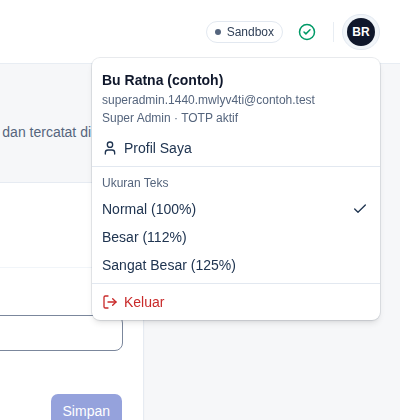 Sandbox
BR
Bu Ratna (contoh)
superadmin.1440.mwlyv4ti@contoh.test
Super Admin · TOTP aktif
dan tercatat di
Profil Saya
Ukuran Teks
Normal (100%)
Besar (112%)
Sangat Besar (125%)
Keluar
Simpan